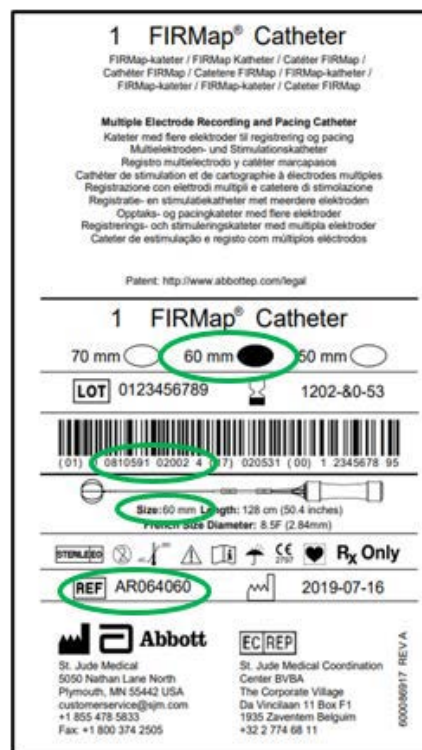 1 FIRMap® Catheter
FIRMap-kateter / FIRMap Katheter / Catéter FIRMap /
Cathéter FIRMap / Catetere FIRMap / FIRMap-katheter /
FIRMap-kateter / FIRMap-kateter / Cateter FIRMap
Multiple Electrode Recording and Pacing Catheter
Kateter med flere elektroder til registrering og pacing
Multielektroden- und Stimulationskatheter
Registro multielectrodo y catéter marcapasos
Cathéter de stimulation et de cartographie à électrodes multiples
Registrazione con elettrodi multipli e catetere di stimolazione
Registratie- en stimulatiekatheter met meerdere elektroden
Opptaks- og pacingkateter med flere elektroder
Registrerings- och stimuleringskateter med multipla elektroder
Cateter de estimulação e registo com múltiplos eléctrodos
Patent: http://www.abbottep.com/legal
1 FIRMap® Catheter
70 mm 60 mm 50 mm
LOT 0123456789 1202-&0-53
(01) 0810591 02002 4 (17) 020531 (00) 1 2345678 95
Size:60 mm Length: 128 cm (50.4 inches)
French Size Diameter: 8.5F (2.84mm)
STERILE EO CE 2797 Rx Only
REF AR064060 2019-07-16
Abbott
St. Jude Medical
5050 Nathan Lane North
Plymouth, MN 55442 USA
customerservice@sjm.com
+1 855 478 5833
Fax: +1 800 374 2505
EC REP
St. Jude Medical Coordination
Center BVBA
The Corporate Village
Da Vincilaan 11 Box F1
1935 Zaventem Belguim
+32 2 774 68 11
600086917 REV A